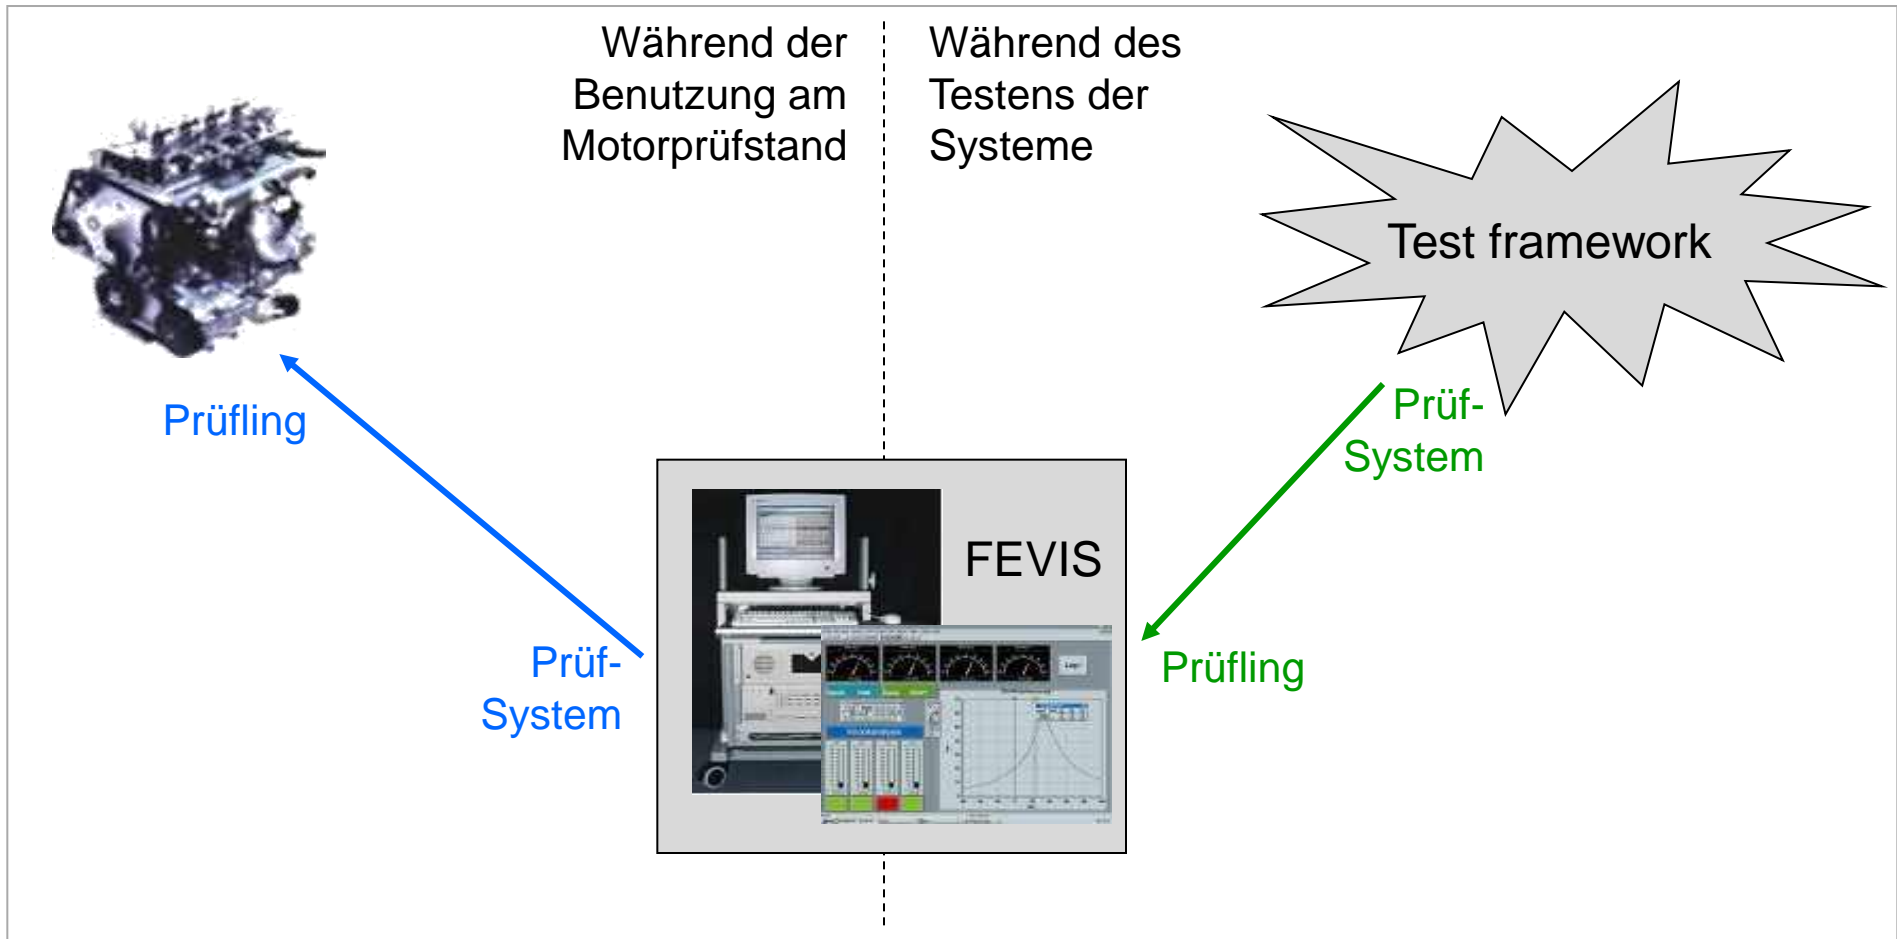 Während der
Benutzung am
Motorprüfstand
Während des
Testens der
Systeme
Test framework
Prüfling
Prüf-
System
FEVIS
Prüf-
System
Prüfling